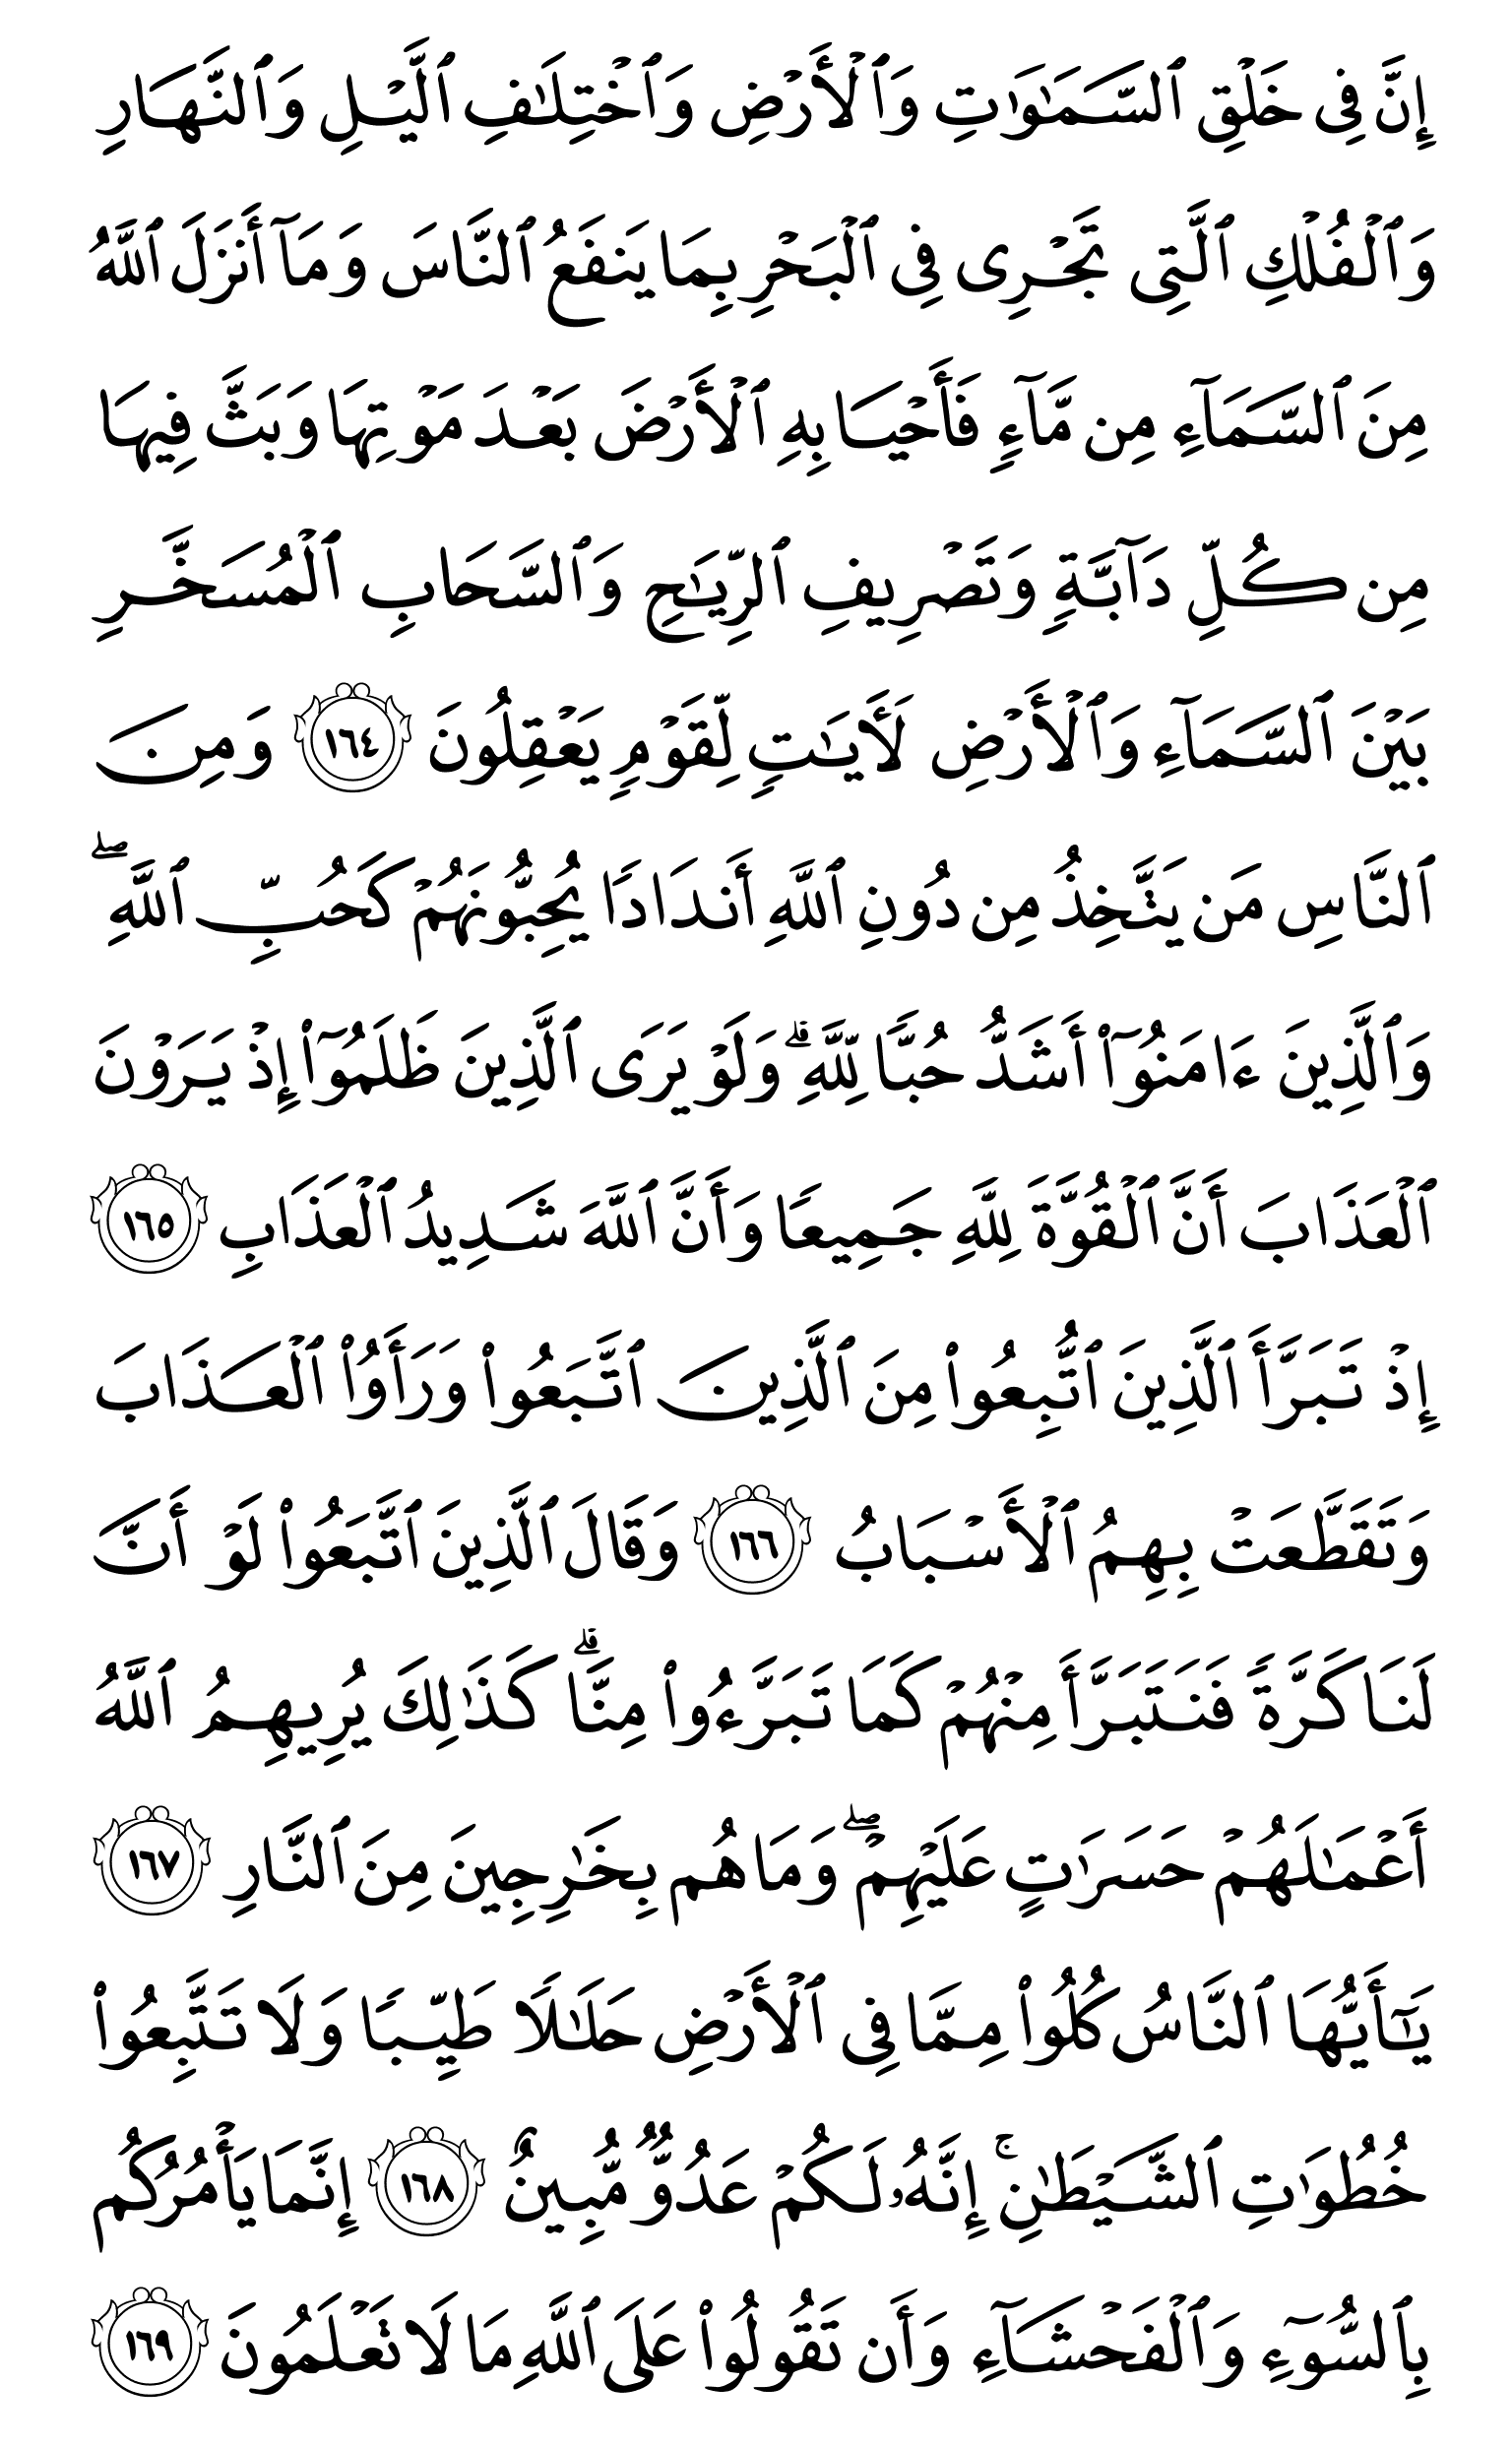 إِنَّ فِى خَلْقِ ٱلسَّمَٰوَٰتِ وَٱلْأَرْضِ وَٱخْتِلَٰفِ ٱلَّيْلِ وَٱلنَّهَارِ
وَٱلْفُلْكِ ٱلَّتِى تَجْرِى فِى ٱلْبَحْرِ بِمَا يَنفَعُ ٱلنَّاسَ وَمَآ أَنزَلَ ٱللَّهُ
مِنَ ٱلسَّمَآءِ مِن مَّآءٍ فَأَحْيَا بِهِ ٱلْأَرْضَ بَعْدَ مَوْتِهَا وَبَثَّ فِيهَا
مِن كُلِّ دَآبَّةٍ وَتَصْرِيفِ ٱلرِّيَٰحِ وَٱلسَّحَابِ ٱلْمُسَخَّرِ
بَيْنَ ٱلسَّمَآءِ وَٱلْأَرْضِ لَأَيَٰتٍ لِّقَوْمٍ يَعْقِلُونَ ١٦٤ وَمِنَ
ٱلنَّاسِ مَن يَتَّخِذُ مِن دُونِ ٱللَّهِ أَندَادًا يُحِبُّونَهُمْ كَحُبِّ ٱللَّهِۖ
وَٱلَّذِينَ ءَامَنُوٓا۟ أَشَدُّ حُبًّا لِّلَّهِۗ وَلَوْ يَرَى ٱلَّذِينَ ظَلَمُوٓا۟ إِذْ يَرَوْنَ
ٱلْعَذَابَ أَنَّ ٱلْقُوَّةَ لِلَّهِ جَمِيعًا وَأَنَّ ٱللَّهَ شَدِيدُ ٱلْعَذَابِ ١٦٥
إِذْ تَبَرَّأَ ٱلَّذِينَ ٱتُّبِعُوا۟ مِنَ ٱلَّذِينَ ٱتَّبَعُوا۟ وَرَأَوُا۟ ٱلْعَذَابَ
وَتَقَطَّعَتْ بِهِمُ ٱلْأَسْبَابُ ١٦٦ وَقَالَ ٱلَّذِينَ ٱتَّبَعُوا۟ لَوْ أَنَّ
لَنَا كَرَّةً فَنَتَبَرَّأَ مِنْهُمْ كَمَا تَبَرَّءُوا۟ مِنَّاۗ كَذَٰلِكَ يُرِيهِمُ ٱللَّهُ
أَعْمَٰلَهُمْ حَسَرَٰتٍ عَلَيْهِمْۖ وَمَا هُم بِخَٰرِجِينَ مِنَ ٱلنَّارِ ١٦٧
يَٰٓأَيُّهَا ٱلنَّاسُ كُلُوا۟ مِمَّا فِى ٱلْأَرْضِ حَلَٰلًا طَيِّبًا وَلَا تَتَّبِعُوا۟
خُطُوَٰتِ ٱلشَّيْطَٰنِۚ إِنَّهُۥ لَكُمْ عَدُوٌّ مُّبِينٌ ١٦٨ إِنَّمَا يَأْمُرُكُم
بِٱلسُّوٓءِ وَٱلْفَحْشَآءِ وَأَن تَقُولُوا۟ عَلَى ٱللَّهِ مَا لَا تَعْلَمُونَ ١٦٩